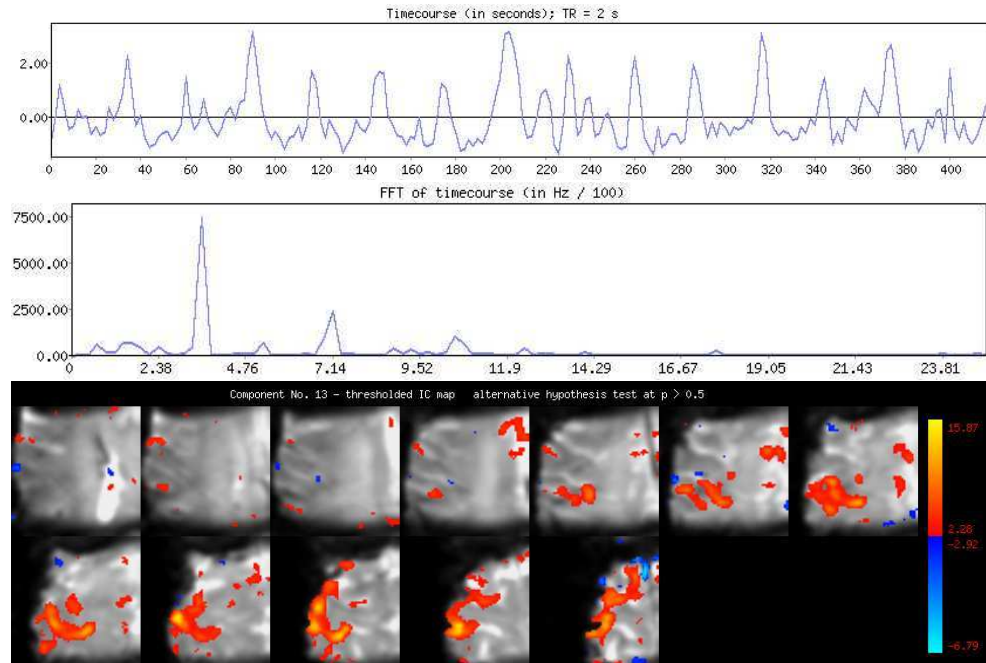 Timecourse (in seconds); TR = 2 s
2.00
0.00
0 20 40 60 80 100 120 140 160 180 200 220 240 260 280 300 320 340 360 380 400
FFT of timecourse (in Hz / 100)
7500.00
5000.00
2500.00
0.00
2.38 4.76 7.14 9.52 11.9 14.29 16.67 19.05 21.43 23.81
Component No. 13 - thresholded IC map alternative hypothesis test at p > 0.5
15.87
2.28
-2.92
-6.79